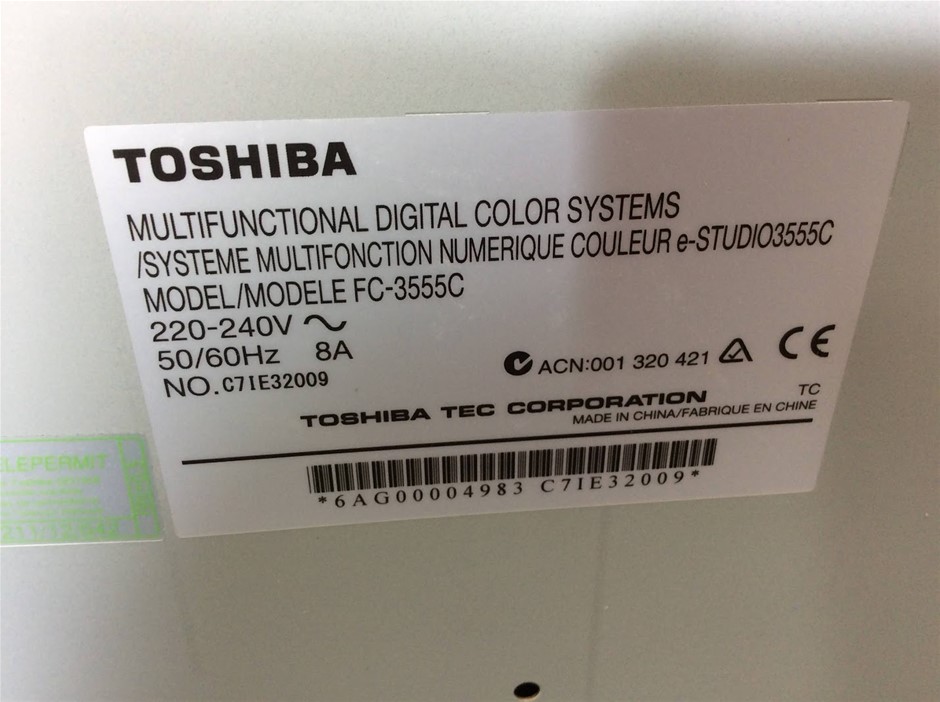 TOSHIBA
MULTIFUNCTIONAL DIGITAL COLOR SYSTEMS
/SYSTEME MULTIFONCTION NUMERIQUE COULEUR e-STUDIO3555C
MODEL/MODELE FC-3555C
220-240V ~
50/60Hz 8A
NO.C7IE32009
ACN:001 320 421 CE
TOSHIBA TEC CORPORATION TC
MADE IN CHINA/FABRIQUE EN CHINE
*6AG00004983 C7IE32009*
ELEPERMIT